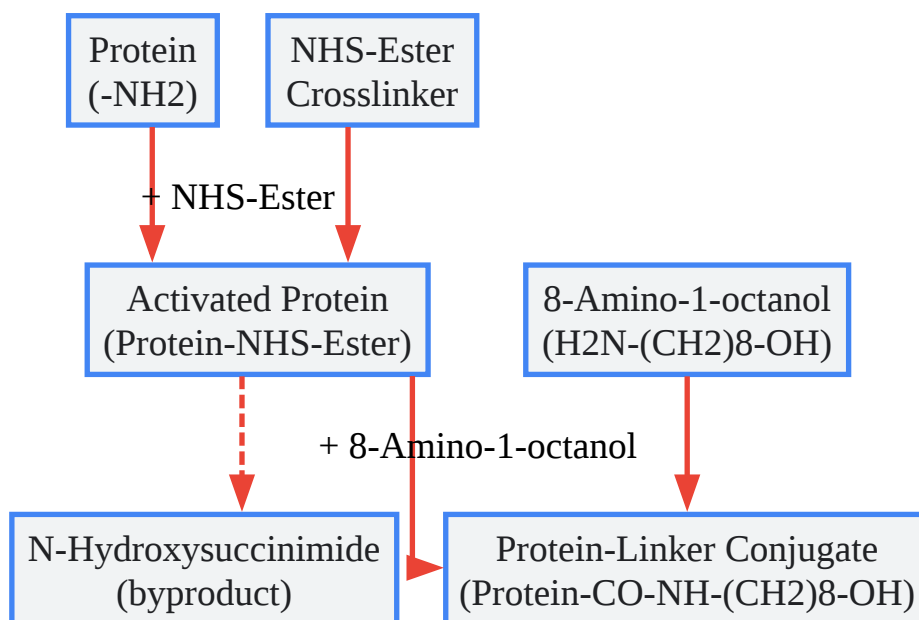 Protein
(-NH2)
NHS-Ester
Crosslinker
+ NHS-Ester
Activated Protein
(Protein-NHS-Ester)
8-Amino-1-octanol
(H2N-(CH2)8-OH)
+ 8-Amino-1-octanol
N-Hydroxysuccinimide
(byproduct)
Protein-Linker Conjugate
(Protein-CO-NH-(CH2)8-OH)